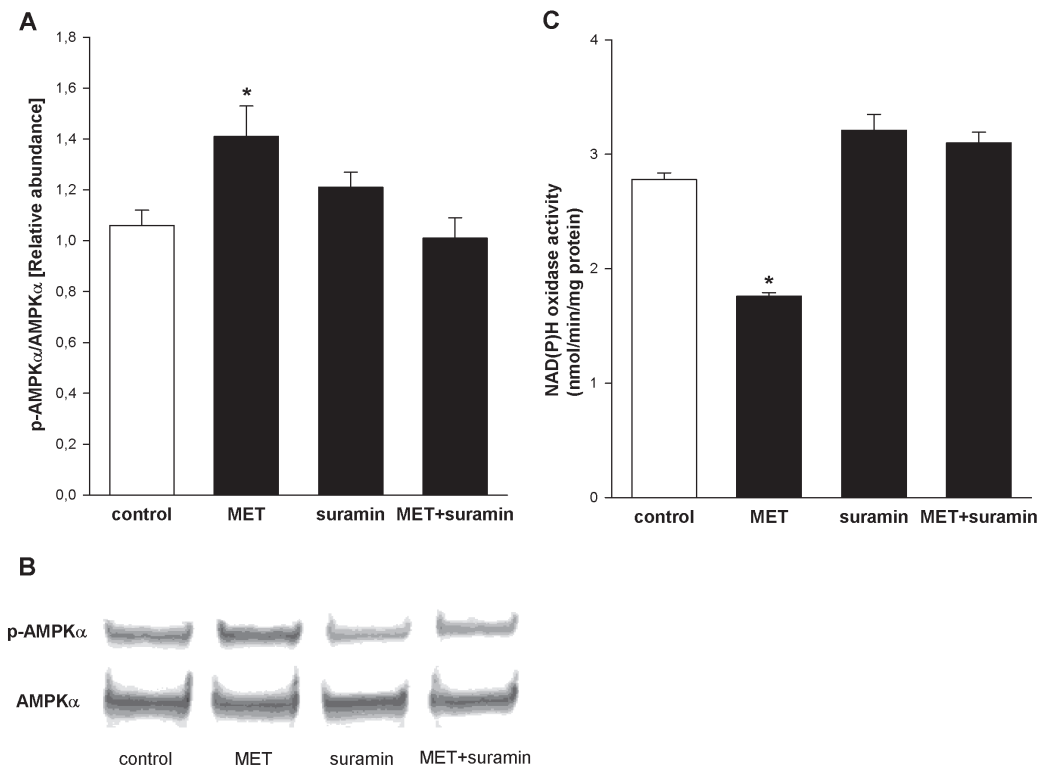 A
p-AMPKα/AMPKα [Relative abundance]
1,8
1,6
1,4
1,2
1,0
0,8
0,6
0,4
0,2
0,0
*
control MET suramin MET+suramin
C
NAD(P)H oxidase activity
(nmol/min/mg protein)
4
3
2
1
0
*
control MET suramin MET+suramin
B
p-AMPKα
AMPKα
control MET suramin MET+suramin